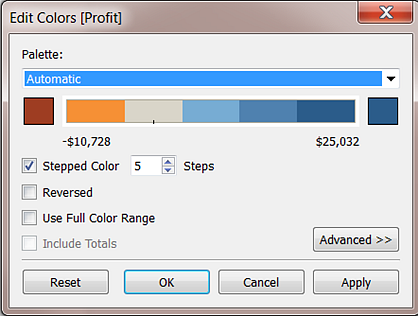 Edit Colors [Profit]
Palette:
Automatic
-$10,728 $25,032
Stepped Color 5 Steps
Reversed
Use Full Color Range
Include Totals
Advanced >>
Reset OK Cancel Apply